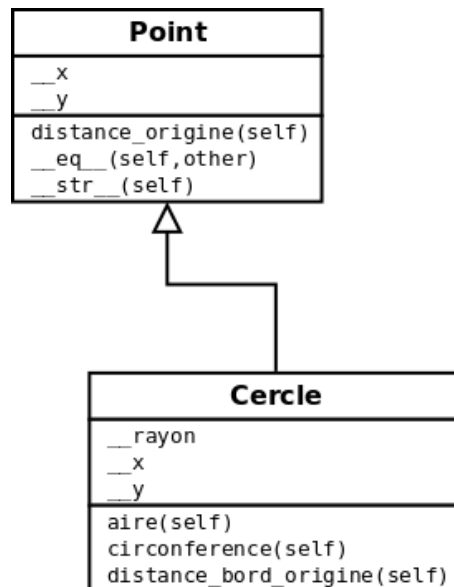 Point
__x
__y
distance_origine(self)
__eq__(self,other)
__str__(self)
Cercle
__rayon
__x
__y
aire(self)
circonference(self)
distance_bord_origine(self)